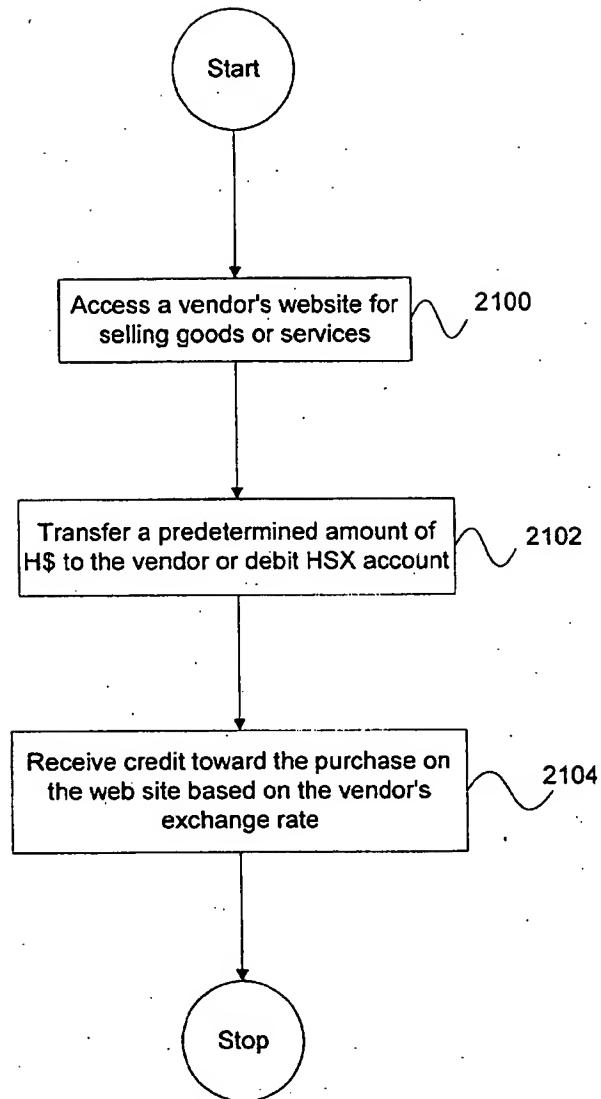 Start
Access a vendor's website for
selling goods or services
2100
Transfer a predetermined amount of
H$ to the vendor or debit HSX account
2102
Receive credit toward the purchase on
the web site based on the vendor's
exchange rate
2104
Stop